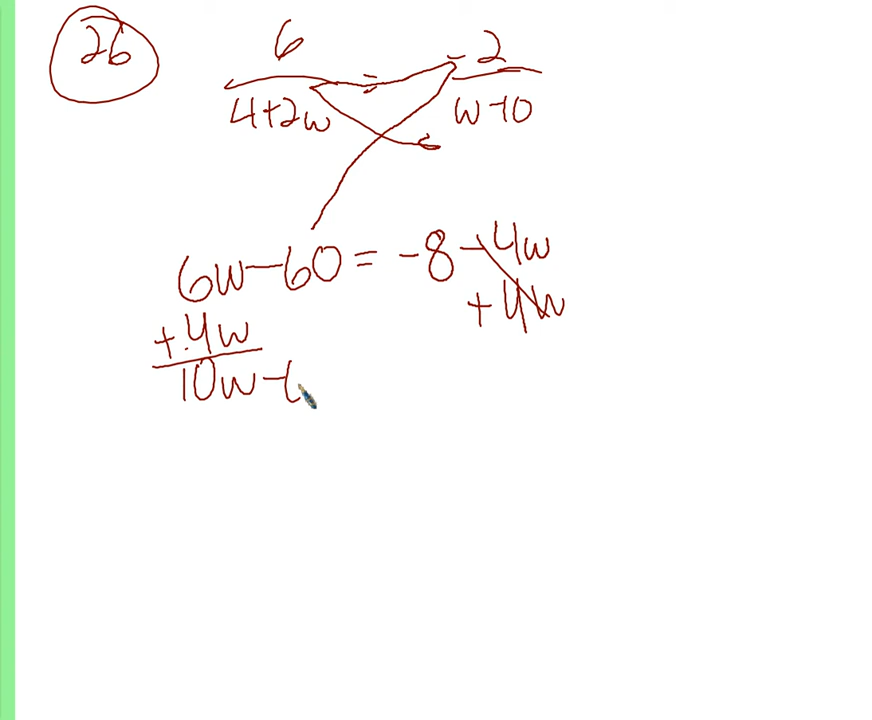 26
6 = -2
4+2w w-10
6w-60 = -8-4w
+4w +4w
10w-